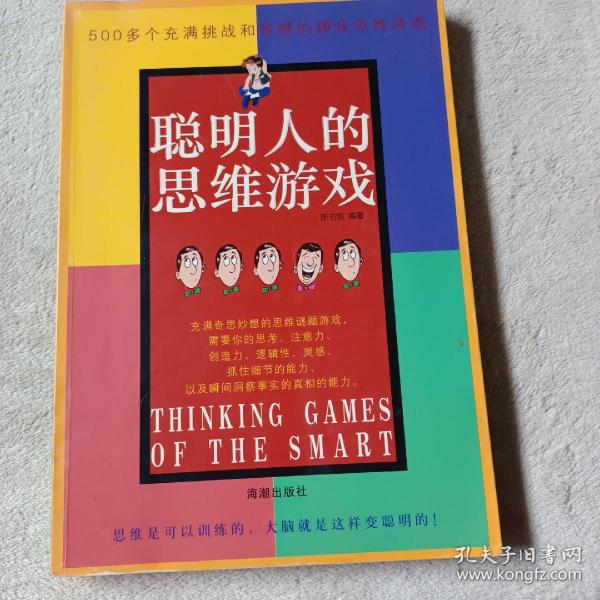 500多个充满挑战和智慧的趣味思维游戏
聪明人的
思维游戏
陈书凯 编著
充满奇思妙想的思维谜题游戏，
需要你的思考、注意力、
创造力、逻辑性、灵感、
抓住细节的能力、
以及瞬间洞察事实的真相的能力。
THINKING GAMES
OF THE SMART
海潮出版社
思维是可以训练的，大脑就是这样变聪明的！
孔夫子旧书网
www.kongfz.com